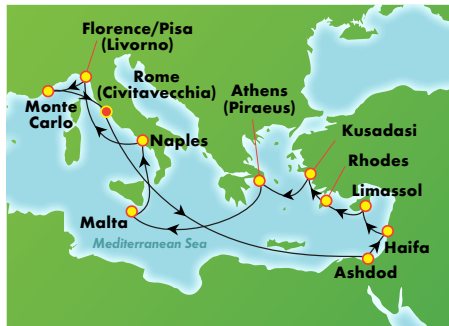 Florence/Pisa
(Livorno)
Rome
(Civitavecchia)
Monte
Carlo
Athens
(Piraeus)
Naples
Kusadasi
Rhodes
Limassol
Malta
Mediterranean Sea
Haifa
Ashdod